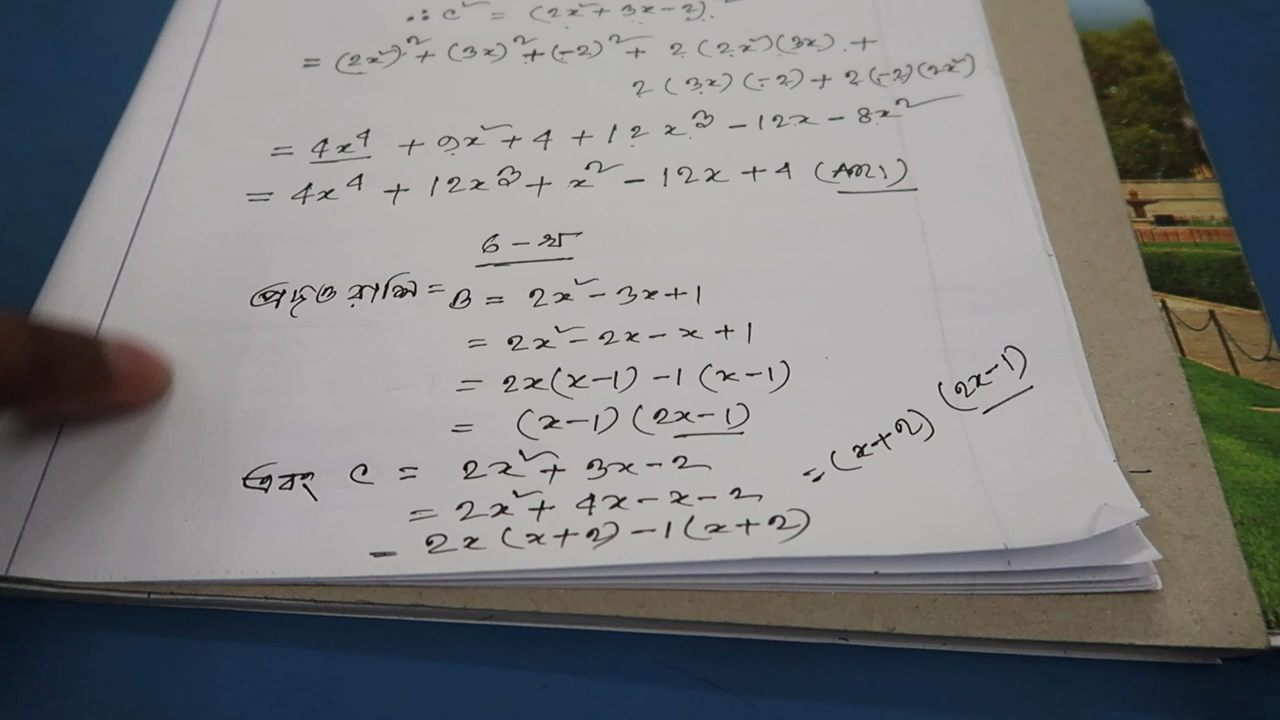 ∴ C² = (2x² + 3x - 2)²
= (2x²)² + (3x)² + (-2)² + 2(2x²)(3x) +
2(3x)(-2) + 2(-2)(2x²)
= 4x⁴ + 9x² + 4 + 12x³ - 12x - 8x²
= 4x⁴ + 12x³ + x² - 12x + 4 (Ans)
প্রদত্ত রাশি = B = 2x² - 3x + 1
= 2x² - 2x - x + 1
= 2x(x-1) - 1(x-1)
= (x-1)(2x-1)
এবং C = 2x² + 3x - 2
= 2x² + 4x - x - 2
= 2x(x+2) - 1(x+2)
= (x+2)(2x-1)